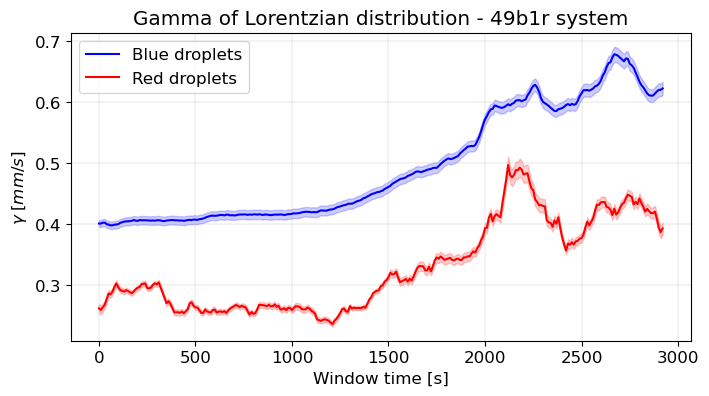 Gamma of Lorentzian distribution - 49b1r system
Blue droplets
Red droplets
0.7
0.6
0.5
0.4
0.3
γ [mm/s]
0 500 1000 1500 2000 2500 3000
Window time [s]